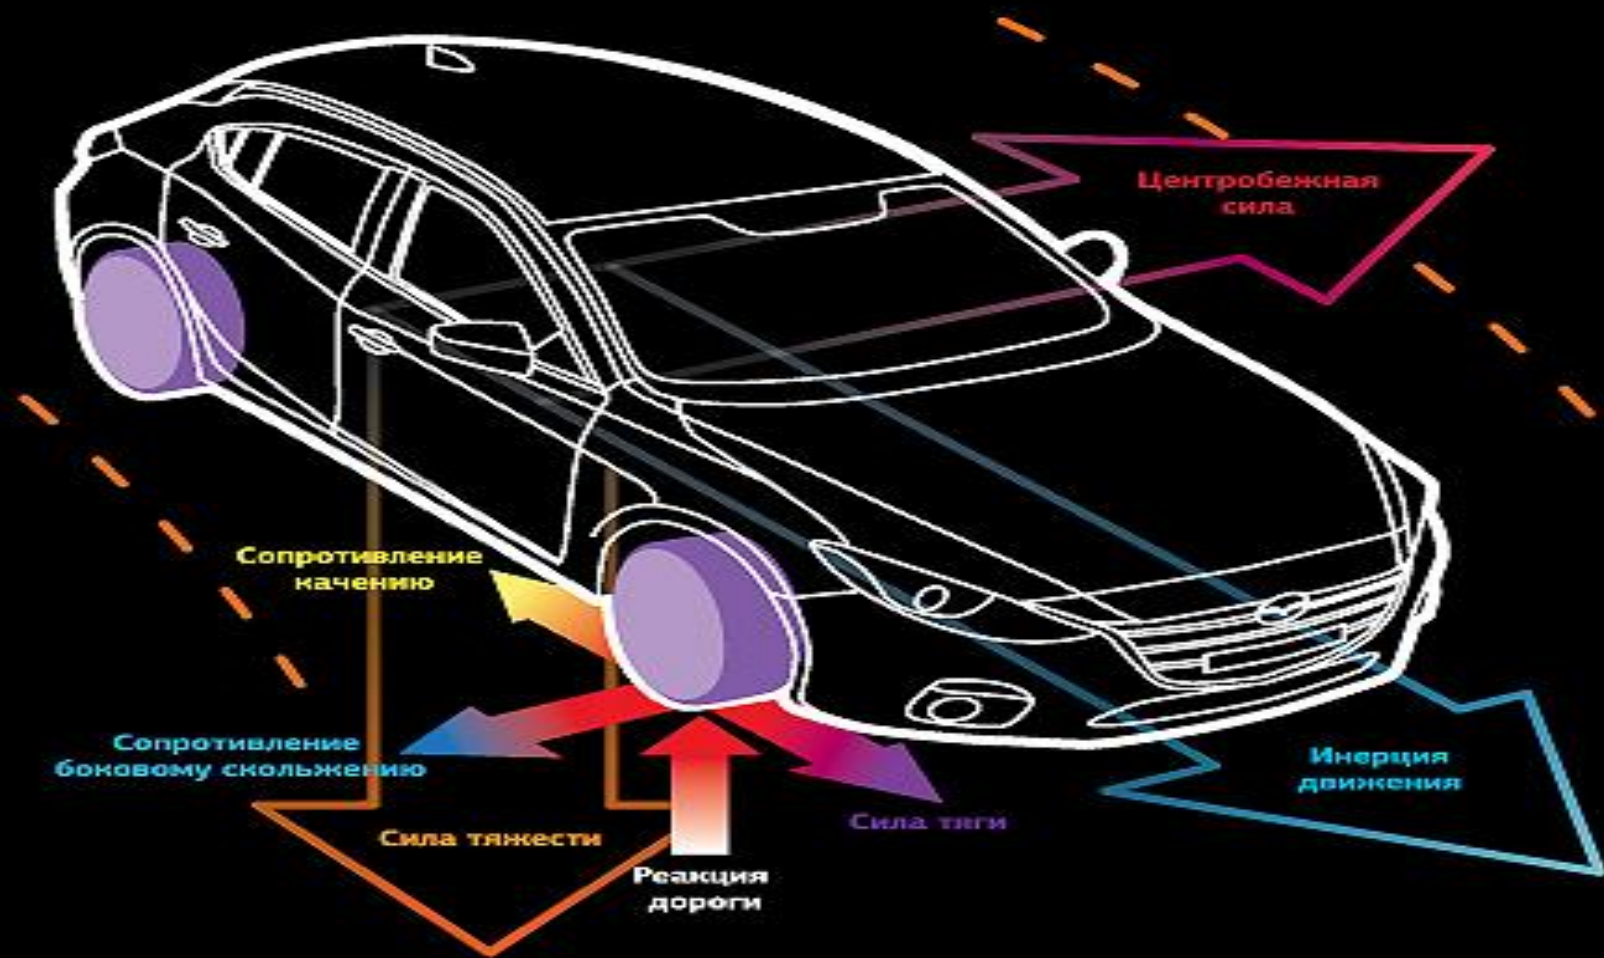 Центробежная
сила
Сопротивление
качению
Сопротивление
боковому скольжению
Инерция
движения
Сила тяги
Сила тяжести
Реакция
дороги